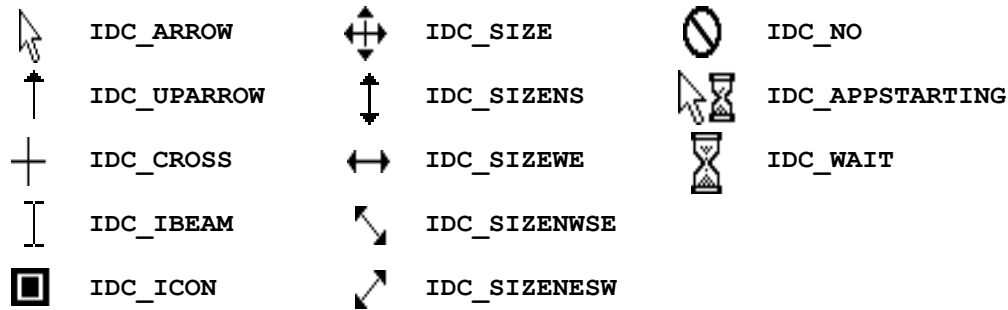 IDC_ARROW IDC_SIZE IDC_NO
IDC_UPARROW IDC_SIZENS IDC_APPSTARTING
IDC_CROSS IDC_SIZEWE IDC_WAIT
IDC_IBEAM IDC_SIZENWSE
IDC_ICON IDC_SIZENESW